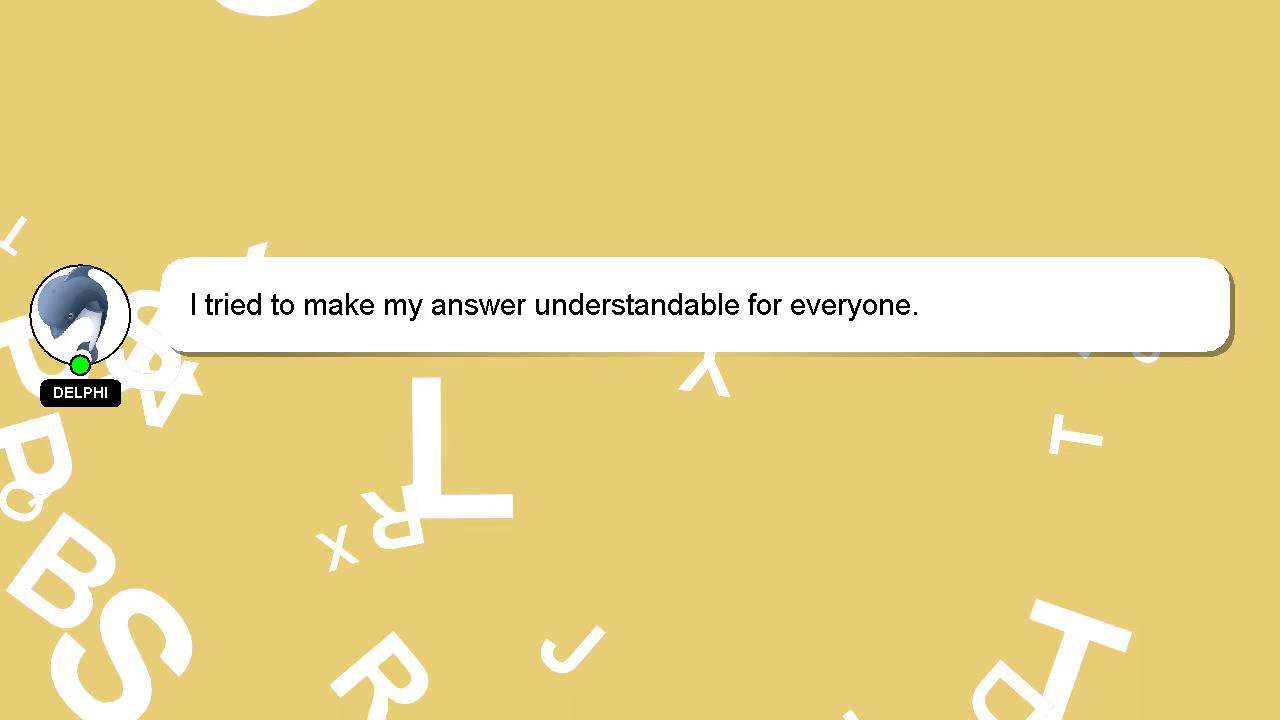 I tried to make my answer understandable for everyone.
DELPHI
T
Y
L
T
R
X
B
Q
B
S
R
J
T
D